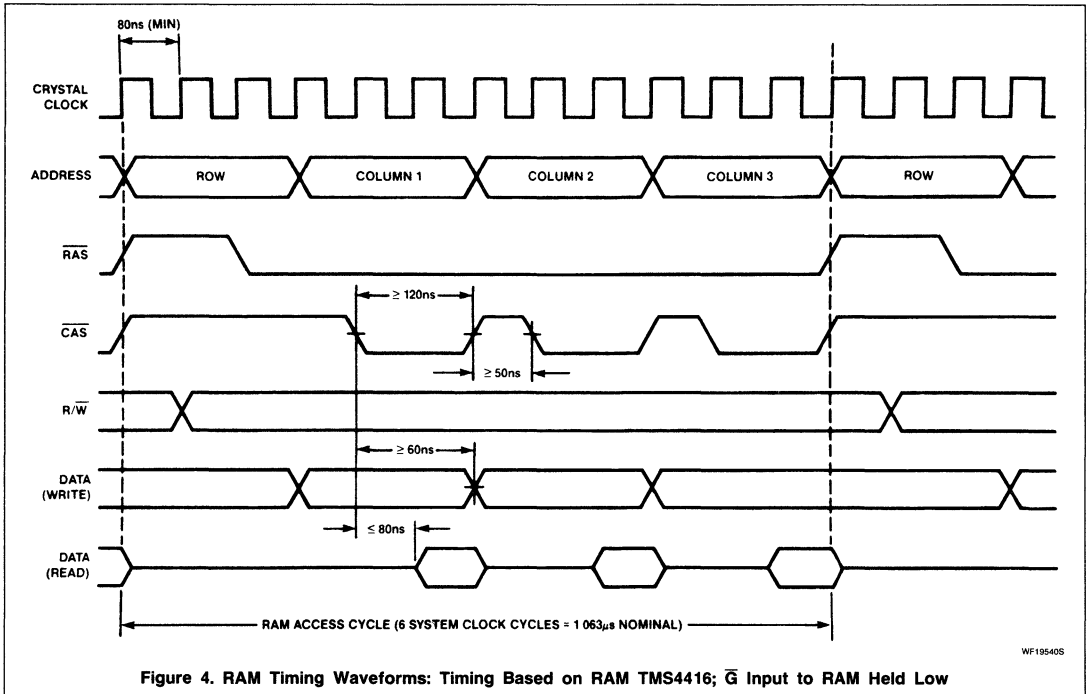 80ns (MIN)
CRYSTAL
CLOCK
ADDRESS
ROW
COLUMN 1
COLUMN 2
COLUMN 3
ROW
RAS
≥ 120ns
CAS
≥ 50ns
R/W
≥ 60ns
DATA
(WRITE)
≤ 80ns
DATA
(READ)
RAM ACCESS CYCLE (6 SYSTEM CLOCK CYCLES = 1 063µs NOMINAL)
WF19540S
Figure 4. RAM Timing Waveforms: Timing Based on RAM TMS4416; G̅ Input to RAM Held Low